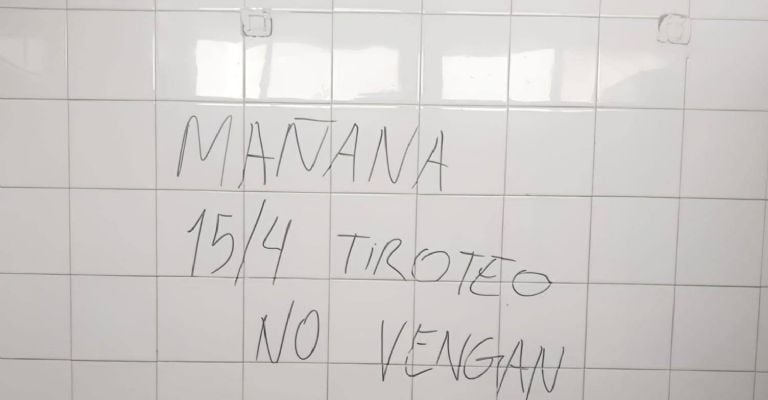 MAÑANA
15/4 TIROTEO
NO VENGAN